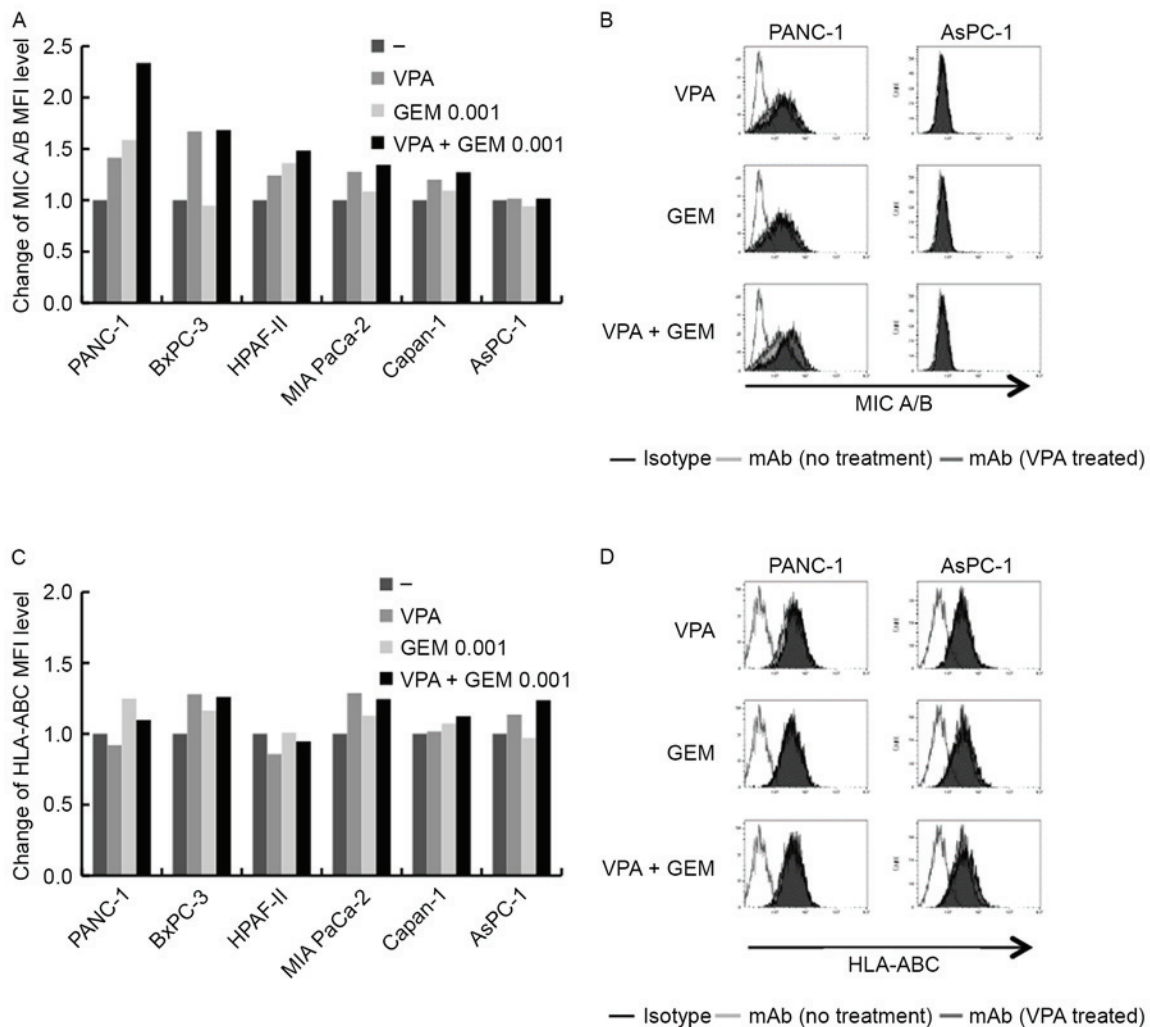 A
Change of MIC A/B MFI level
2.5
2.0
1.5
1.0
0.5
0.0
–
VPA
GEM 0.001
VPA + GEM 0.001
PANC-1
BxPC-3
HPAF-II
MIA PaCa-2
Capan-1
AsPC-1
B
PANC-1
AsPC-1
VPA
GEM
VPA + GEM
MIC A/B
Isotype
mAb (no treatment)
mAb (VPA treated)
C
Change of HLA-ABC MFI level
2.0
1.5
1.0
0.5
0.0
–
VPA
GEM 0.001
VPA + GEM 0.001
PANC-1
BxPC-3
HPAF-II
MIA PaCa-2
Capan-1
AsPC-1
D
PANC-1
AsPC-1
VPA
GEM
VPA + GEM
HLA-ABC
Isotype
mAb (no treatment)
mAb (VPA treated)